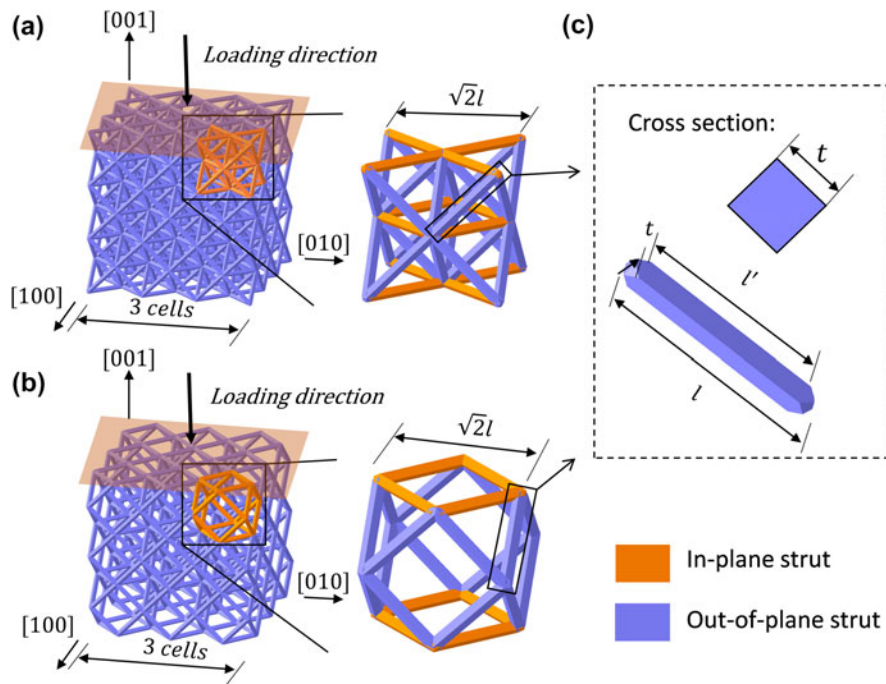 (a)
[001]
Loading direction
√2l
[010]
[100]
3 cells
(b)
[001]
Loading direction
√2l
[010]
[100]
3 cells
(c)
Cross section:
t
t
l′
l
In-plane strut
Out-of-plane strut